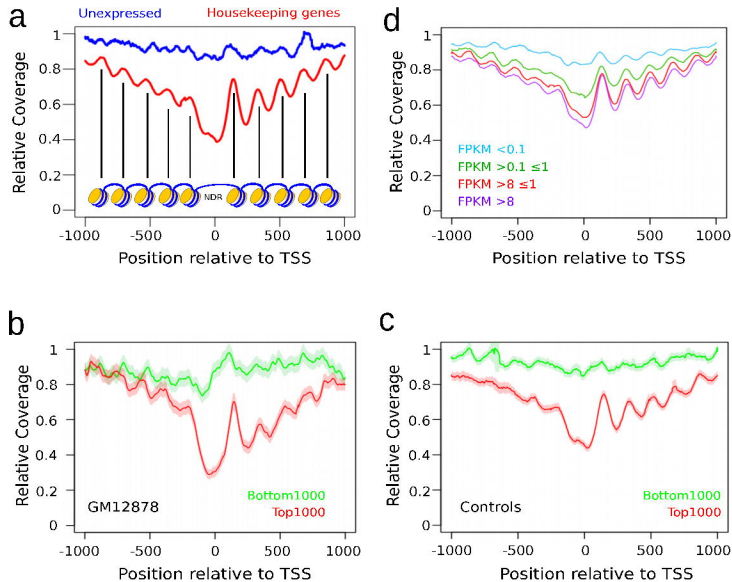 a
Unexpressed
Housekeeping genes
Relative Coverage
1
0.8
0.6
0.4
0.2
0
NDR
-1000
-500
0
500
1000
Position relative to TSS
d
Relative Coverage
1
0.8
0.6
0.4
0.2
0
FPKM <0.1
FPKM >0.1 ≤1
FPKM >8 ≤1
FPKM >8
-1000
-500
0
500
1000
Position relative to TSS
b
Relative Coverage
1
0.8
0.6
0.4
0.2
0
GM12878
Bottom1000
Top1000
-1000
-500
0
500
1000
Position relative to TSS
c
Relative Coverage
1
0.8
0.6
0.4
0.2
0
Controls
Bottom1000
Top1000
-1000
-500
0
500
1000
Position relative to TSS